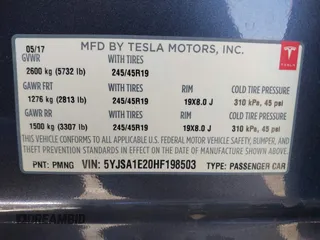 05/17 MFD BY TESLA MOTORS, INC.
GVWR WITH TIRES
2600 kg (5732 lb) 245/45R19
TESLA
GAWR FRT WITH TIRES RIM COLD TIRE PRESSURE
1276 kg (2813 lb) 245/45R19 19X8.0 J 310 kPa, 45 psi
GAWR RR WITH TIRES RIM COLD TIRE PRESSURE
1500 kg (3307 lb) 245/45R19 19X8.0 J 310 kPa, 45 psi
THIS VEHICLE CONFORMS TO ALL APPLICABLE U.S. FEDERAL MOTOR VEHICLE SAFETY, BUMPER, AND
THEFT PREVENTION STANDARDS IN EFFECT ON THE DATE OF MANUFACTURE SHOWN ABOVE.
PNT: PMNG VIN: 5YJSA1E20HF198503 TYPE: PASSENGER CAR